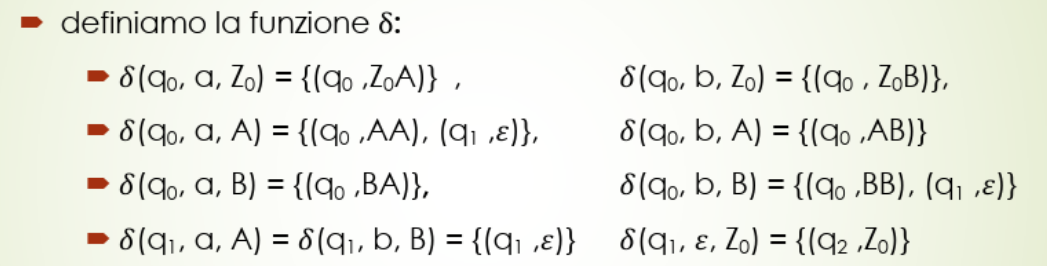 definiamo la funzione δ:
δ(q₀, a, Z₀) = {(q₀ ,Z₀A)} , δ(q₀, b, Z₀) = {(q₀ , Z₀B)},
δ(q₀, a, A) = {(q₀ ,AA), (q₁ ,ε)}, δ(q₀, b, A) = {(q₀ ,AB)}
δ(q₀, a, B) = {(q₀ ,BA)}, δ(q₀, b, B) = {(q₀ ,BB), (q₁ ,ε)}
δ(q₁, a, A) = δ(q₁, b, B) = {(q₁ ,ε)} δ(q₁, ε, Z₀) = {(q₂ ,Z₀)}